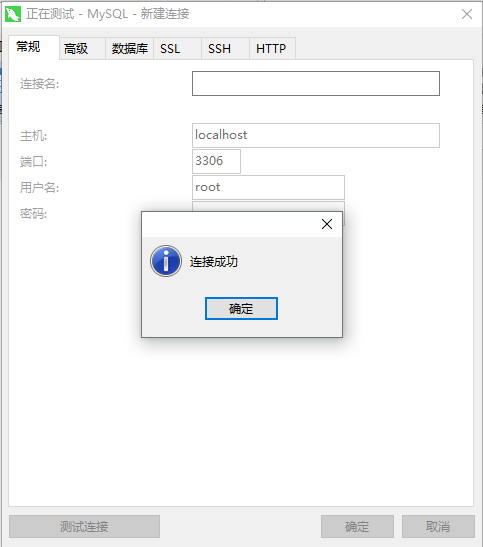 正在测试 - MySQL - 新建连接
常规 高级 数据库 SSL SSH HTTP
连接名:
主机: localhost
端口: 3306
用户名: root
密码:
连接成功
确定
测试连接 确定 取消